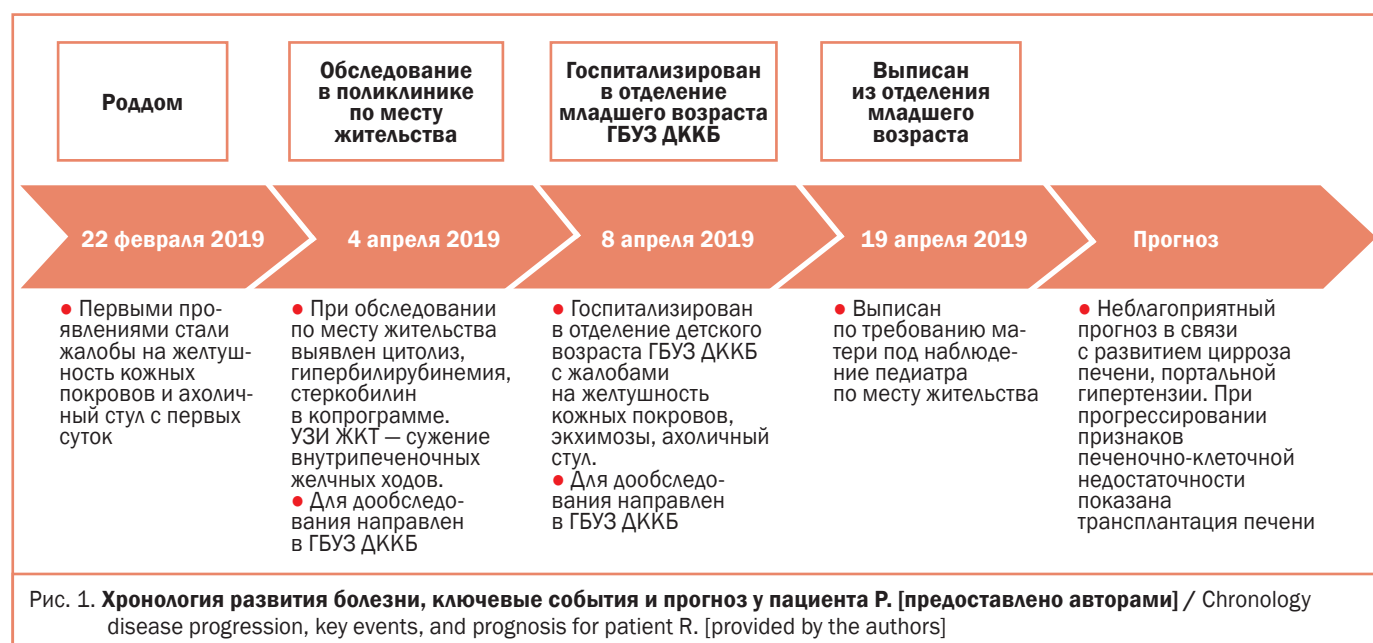 Роддом
Обследование
в поликлинике
по месту
жительства
Госпитализирован
в отделение
младшего возраста
ГБУЗ ДККБ
Выписан
из отделения
младшего
возраста
22 февраля 2019
4 апреля 2019
8 апреля 2019
19 апреля 2019
Прогноз
● Первыми про-
явлениями стали
жалобы на желтуш-
ность кожных
покровов и ахолич-
ный стул с первых
суток
● При обследовании
по месту жительства
выявлен цитолиз,
гипербилирубинемия,
стеркобилин
в копрограмме.
УЗИ ЖКТ — сужение
внутрипеченочных
желчных ходов.
● Для дообследо-
вания направлен
в ГБУЗ ДККБ
● Госпитализирован
в отделение детского
возраста ГБУЗ ДККБ
с жалобами
на желтушность
кожных покровов,
экхимозы, ахоличный
стул.
● Для дообследо-
вания направлен
в ГБУЗ ДККБ
● Выписан
по требованию ма-
тери под наблюде-
ние педиатра
по месту жительства
● Неблагоприятный
прогноз в связи
с развитием цирроза
печени, портальной
гипертензии. При
прогрессировании
признаков
печеночно-клеточной
недостаточности
показана
трансплантация печени
Рис. 1. Хронология развития болезни, ключевые события и прогноз у пациента Р. [предоставлено авторами] / Chronology
disease progression, key events, and prognosis for patient R. [provided by the authors]